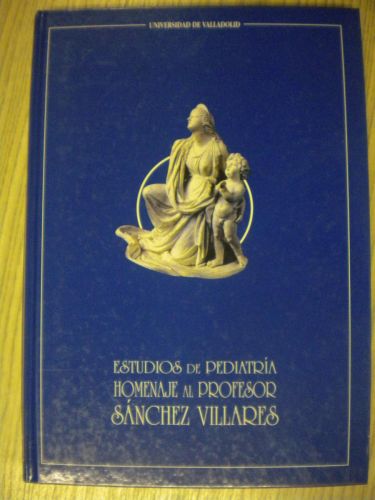 UNIVERSIDAD DE VALLADOLID
ESTUDIOS DE PEDIATRÍA
HOMENAJE AL PROFESOR
SÁNCHEZ VILLARES